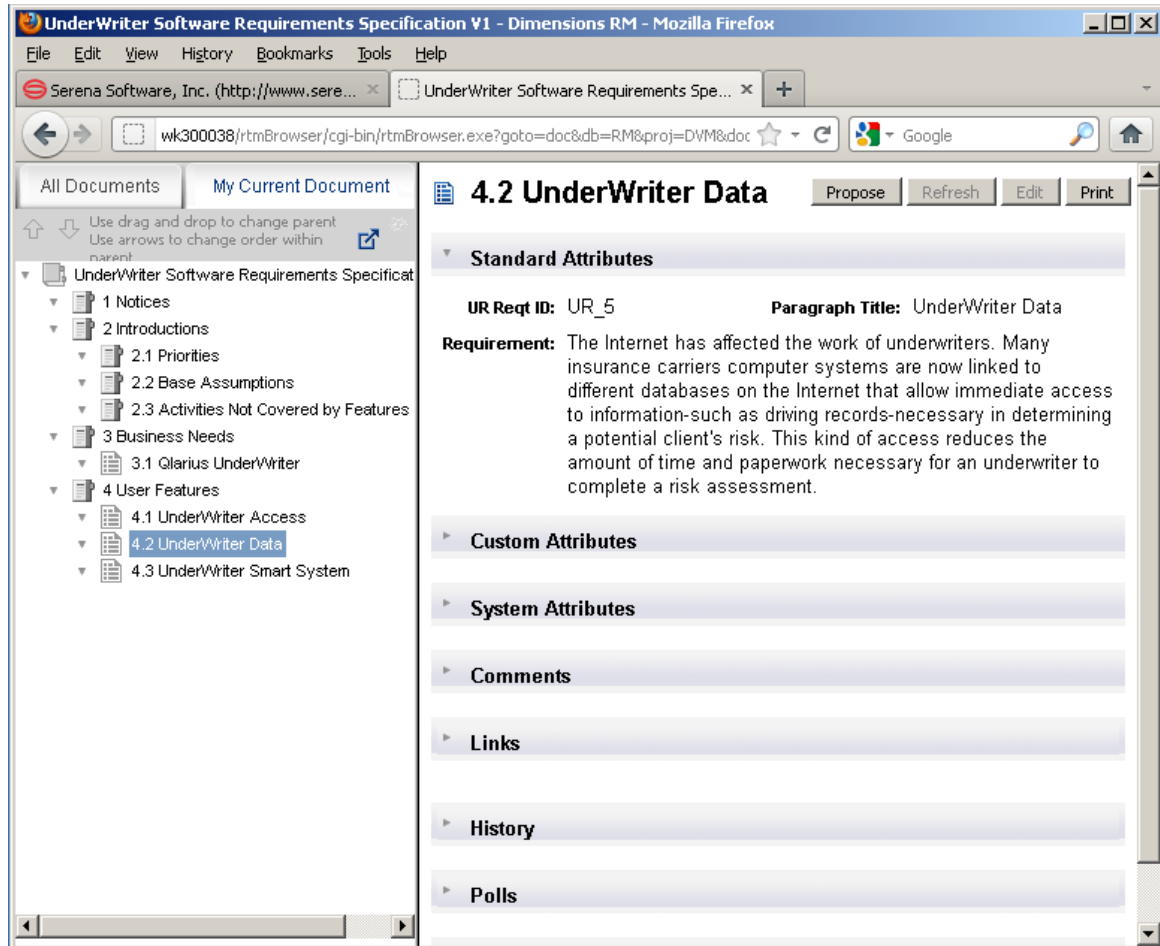 UnderWriter Software Requirements Specification V1 - Dimensions RM - Mozilla Firefox
File Edit View History Bookmarks Tools Help
Serena Software, Inc. (http://www.sere...
UnderWriter Software Requirements Spe...
wk300038/rtmBrowser/cgi-bin/rtmBrowser.exe?goto=doc&db=RM&proj=DVM&doc
Google
All Documents
My Current Document
Use drag and drop to change parent
Use arrows to change order within
parent
UnderWriter Software Requirements Specificat
1 Notices
2 Introductions
2.1 Priorities
2.2 Base Assumptions
2.3 Activities Not Covered by Features
3 Business Needs
3.1 Qlarius UnderWriter
4 User Features
4.1 UnderWriter Access
4.2 UnderWriter Data
4.3 UnderWriter Smart System
4.2 UnderWriter Data
Propose Refresh Edit Print
Standard Attributes
UR Reqt ID: UR_5 Paragraph Title: UnderWriter Data
Requirement: The Internet has affected the work of underwriters. Many
insurance carriers computer systems are now linked to
different databases on the Internet that allow immediate access
to information-such as driving records-necessary in determining
a potential client's risk. This kind of access reduces the
amount of time and paperwork necessary for an underwriter to
complete a risk assessment.
Custom Attributes
System Attributes
Comments
Links
History
Polls